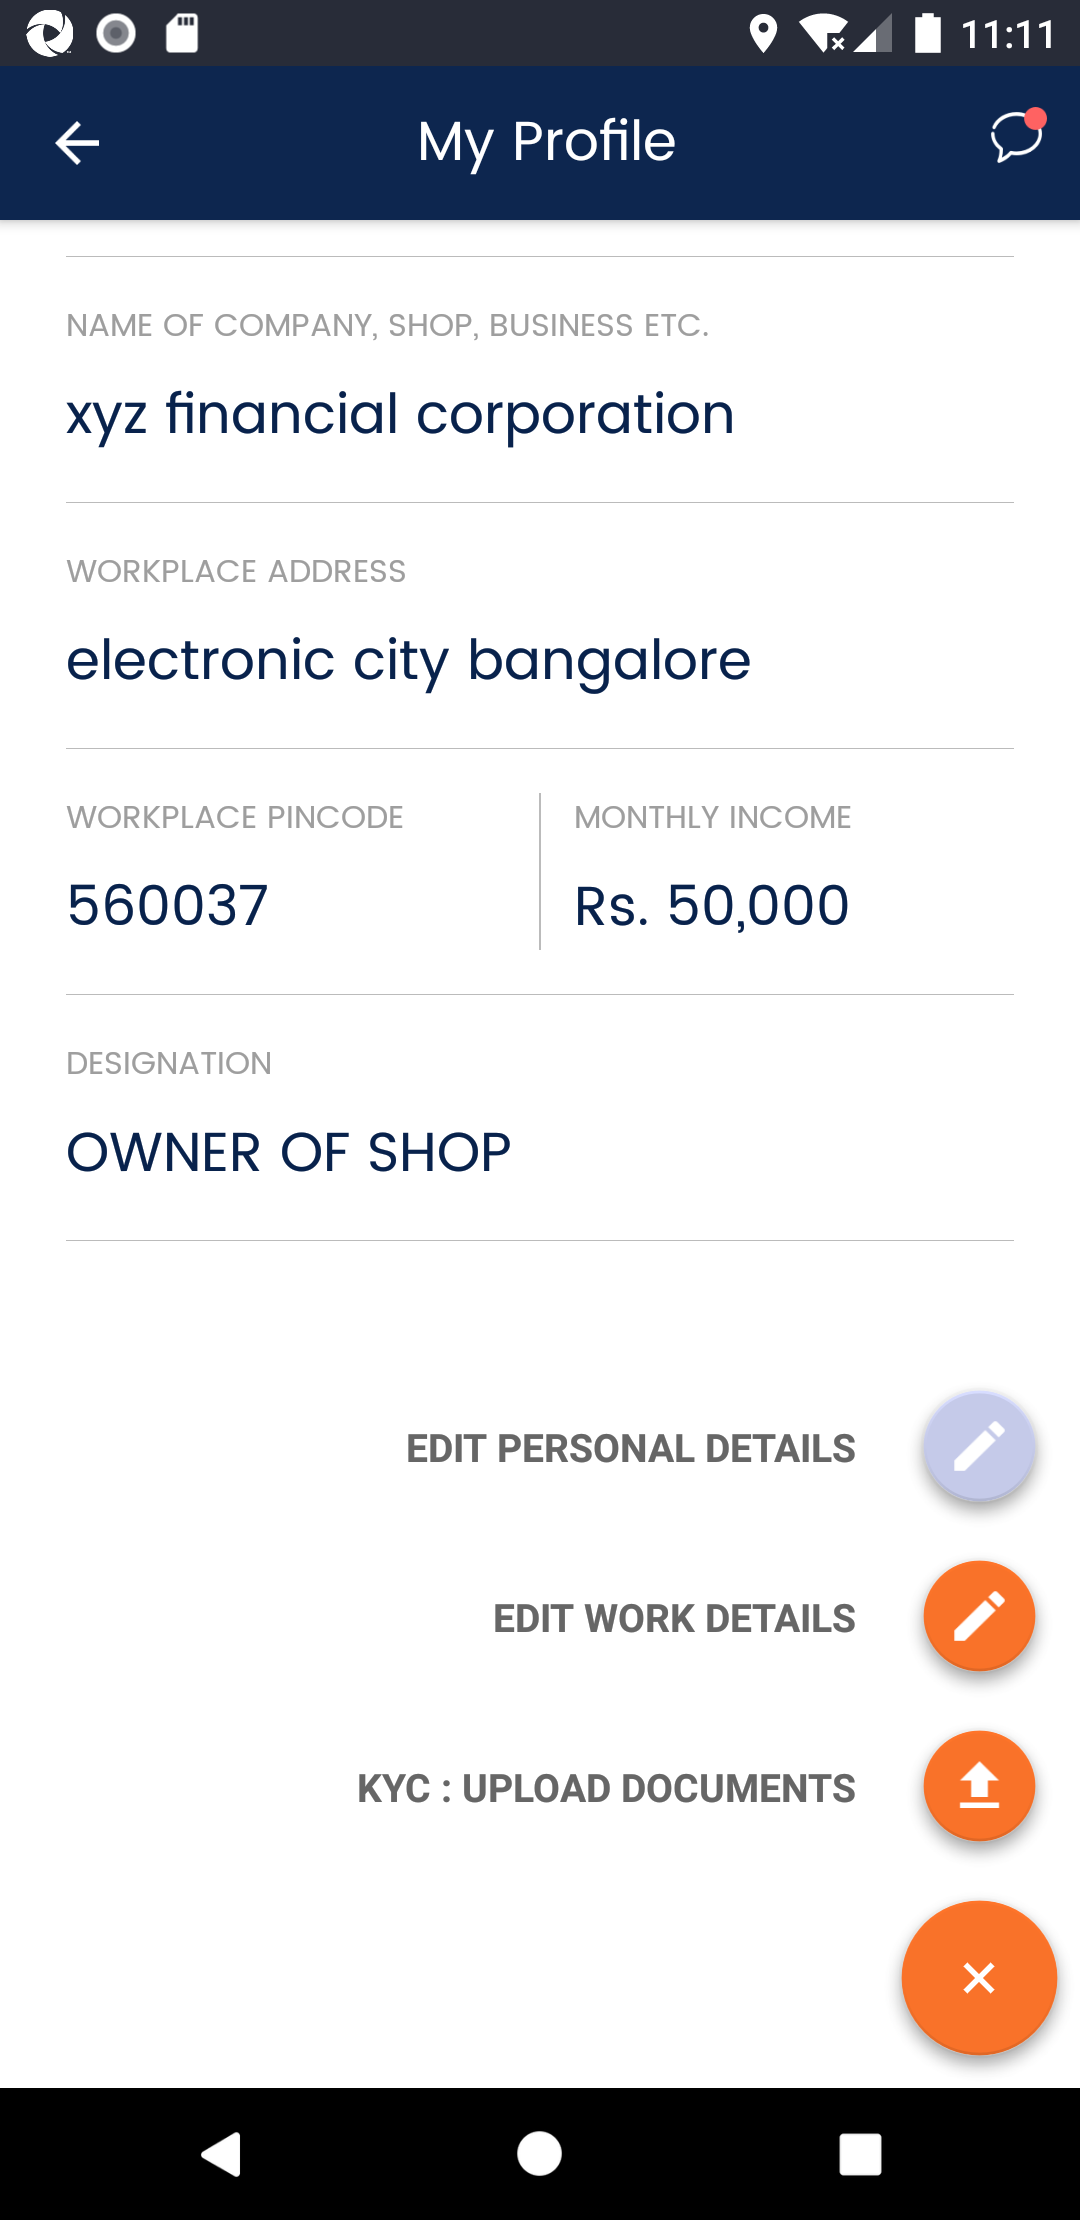 11:11
My Profile
NAME OF COMPANY, SHOP, BUSINESS ETC.
xyz financial corporation
WORKPLACE ADDRESS
electronic city bangalore
WORKPLACE PINCODE
560037
MONTHLY INCOME
Rs. 50,000
DESIGNATION
OWNER OF SHOP
EDIT PERSONAL DETAILS
EDIT WORK DETAILS
KYC : UPLOAD DOCUMENTS